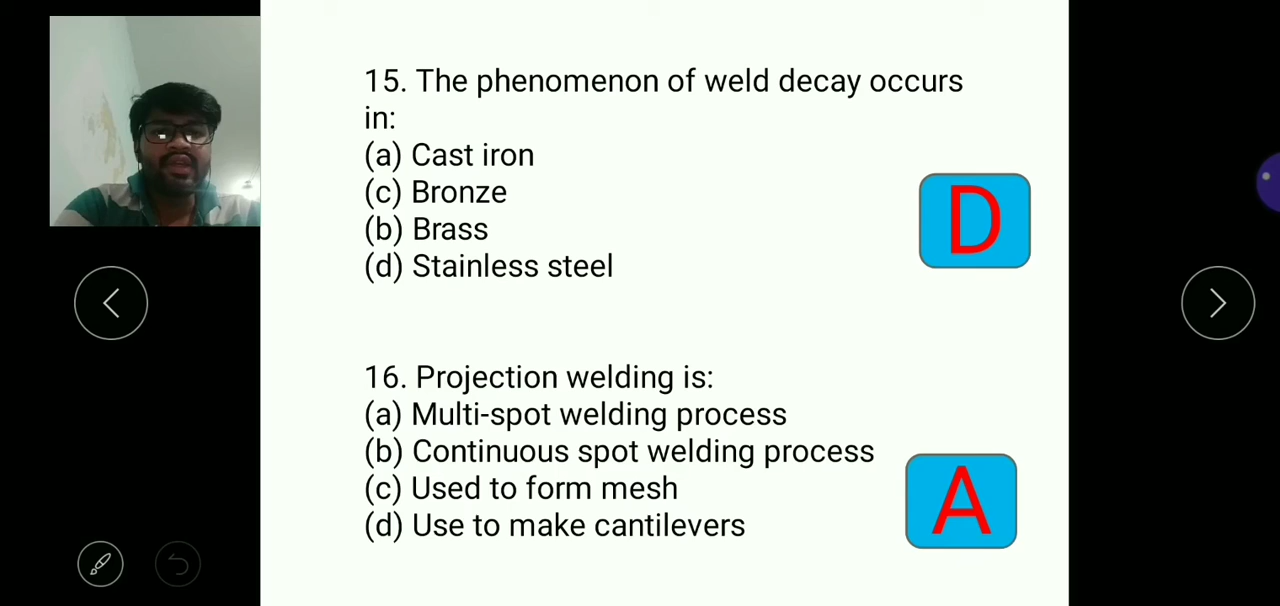 15. The phenomenon of weld decay occurs
in:
(a) Cast iron
(c) Bronze
(b) Brass
(d) Stainless steel
D
16. Projection welding is:
(a) Multi-spot welding process
(b) Continuous spot welding process
(c) Used to form mesh
(d) Use to make cantilevers
A